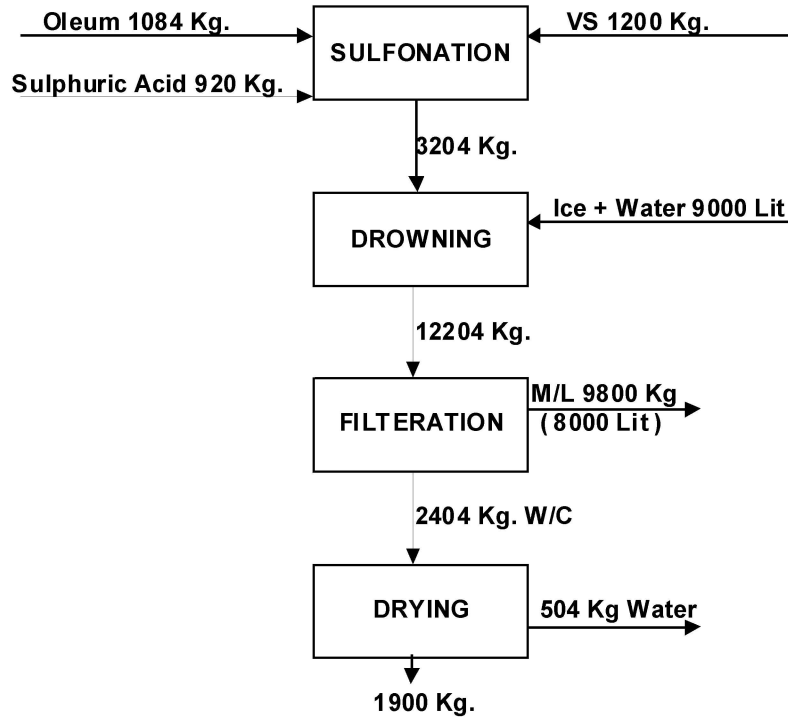 Oleum 1084 Kg.
VS 1200 Kg.
SULFONATION
Sulphuric Acid 920 Kg.
3204 Kg.
Ice + Water 9000 Lit
DROWNING
12204 Kg.
M/L 9800 Kg
FILTERATION
( 8000 Lit )
2404 Kg. W/C
DRYING
504 Kg Water
1900 Kg.